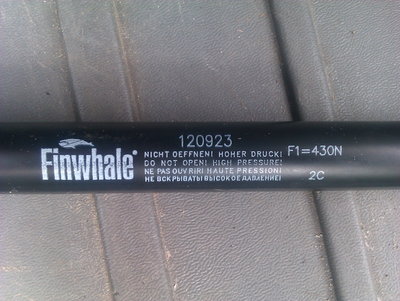 120923
Finwhale®
NICHT OEFFNEN! HOHER DRUCK!
DO NOT OPEN! HIGH PRESSURE!
NE PAS OUVRIR! HAUTE PRESSION!
НЕ ВСКРЫВАТЬ! ВЫСОКОЕ ДАВЛЕНИЕ!
F1=430N
2C